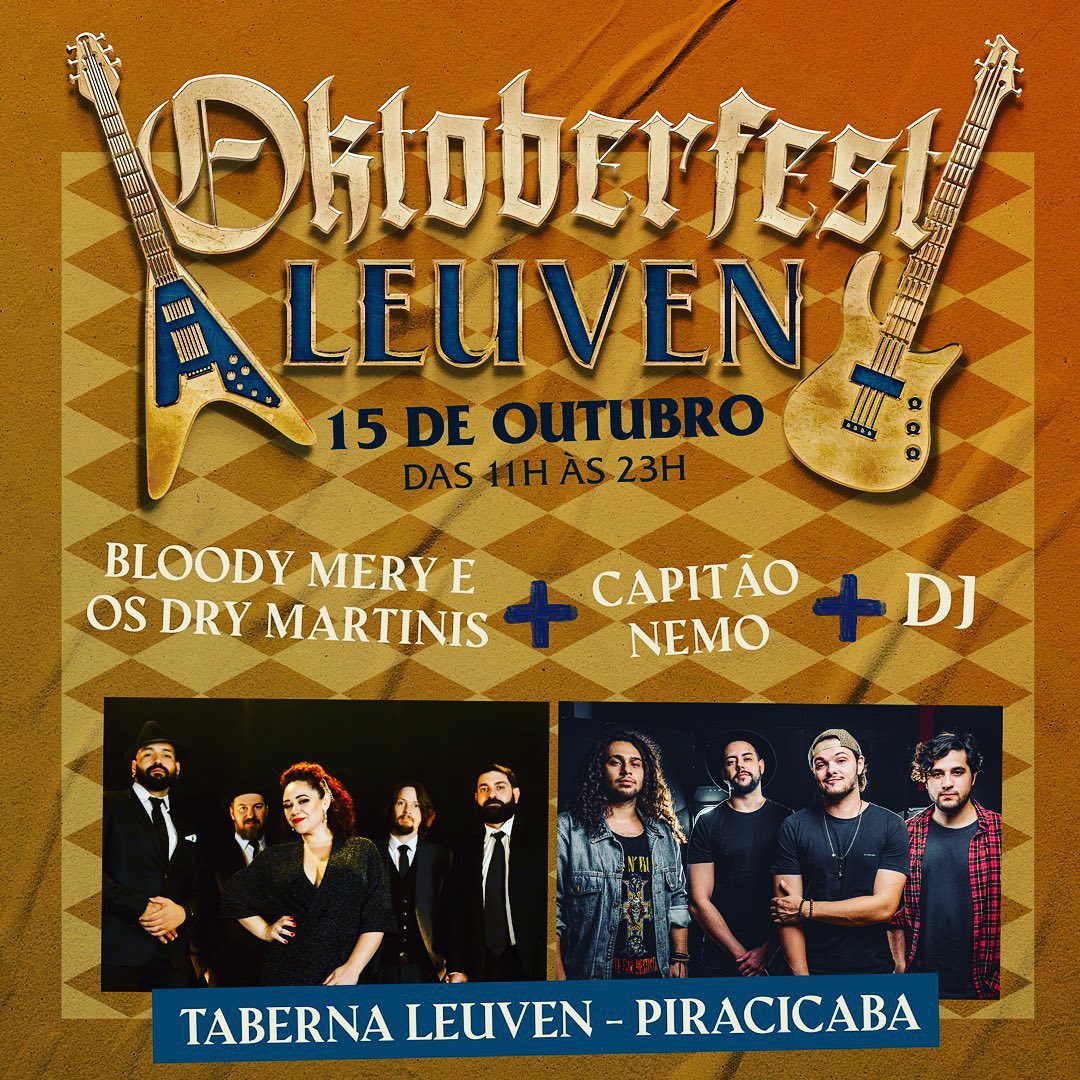 Oktoberfest
LEUVEN
15 DE OUTUBRO
DAS 11H ÀS 23H
BLOODY MERY E
OS DRY MARTINIS
+
CAPITÃO
NEMO
+
DJ
TABERNA LEUVEN - PIRACICABA